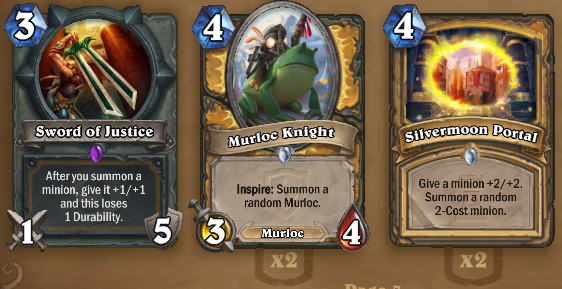 3
Sword of Justice
After you summon a
minion, give it +1/+1
and this loses
1 Durability.
1
5
4
Murloc Knight
Inspire: Summon a
random Murloc.
3
Murloc
4
x2
4
Silvermoon Portal
Give a minion +2/+2.
Summon a random
2-Cost minion.
x2